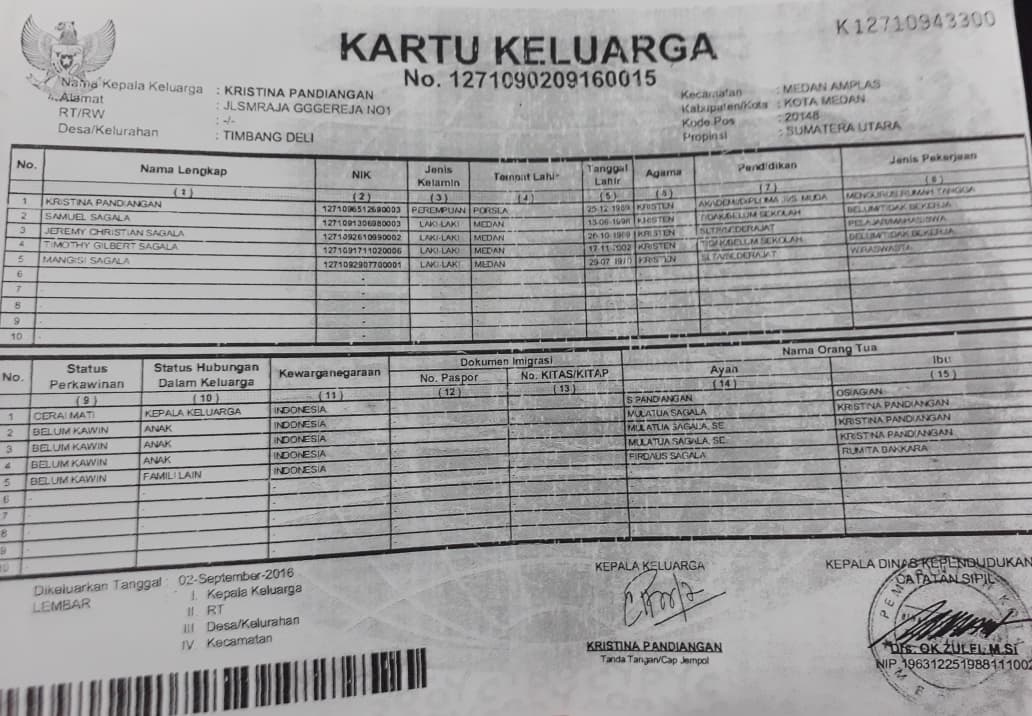 K12710943300
KARTU KELUARGA
No. 1271090209160015
Nama Kepala Keluarga : KRISTINA PANDIANGAN
Alamat : JLSMRAJA GGGEREJA NO1
RT/RW : -/-
Desa/Kelurahan : TIMBANG DELI
Kecamatan : MEDAN AMPLAS
Kabupaten/Kota : KOTA MEDAN
Kode Pos : 20148
Propinsi : SUMATERA UTARA
No. Nama Lengkap NIK Jenis Kelamin Tempat Lahir Tanggal Lahir Agama Pendidikan Jenis Pekerjaan
(1) (2) (3) (4) (5) (6) (7) (8)
1 KRISTINA PANDIANGAN PEREMPUAN PORSEA KRISTEN MENGURUS RUMAH TANGGA
2 SAMUEL SAGALA 1271091306980003 LAKI-LAKI MEDAN KRISTEN TIDAK/BELUM SEKOLAH BELUM/TIDAK BEKERJA
3 JEREMY CHRISTIAN SAGALA 1271092610990002 LAKI-LAKI MEDAN KRISTEN SLTA/SEDERAJAT PELAJAR/MAHASISWA
4 TIMOTHY GILBERT SAGALA 1271091711020006 LAKI-LAKI MEDAN 17-11-2002 KRISTEN TIDAK/BELUM SEKOLAH BELUM/TIDAK BEKERJA
5 MANGISI SAGALA 1271092907700001 LAKI-LAKI MEDAN KRISTEN SLTA/SEDERAJAT WIRASWASTA
6 -
7 -
8 -
9 -
10 -
No. Status Perkawinan Status Hubungan Dalam Keluarga Kewarganegaraan Dokumen Imigrasi Nama Orang Tua
No. Paspor No. KITAS/KITAP Ayah Ibu
(9) (10) (11) (12) (13) (14) (15)
1 CERAI MATI KEPALA KELUARGA INDONESIA S PANDIANGAN
2 BELUM KAWIN ANAK INDONESIA MULATUA SAGALA KRISTINA PANDIANGAN
3 BELUM KAWIN ANAK INDONESIA MULATUA SAGALA, SE KRISTINA PANDIANGAN
4 BELUM KAWIN ANAK INDONESIA MULATUA SAGALA, SE KRISTINA PANDIANGAN
5 BELUM KAWIN FAMILI LAIN INDONESIA FIRDAUS SAGALA RUMITA BAKKARA
6
7
8
9
10
Dikeluarkan Tanggal : 02-September-2016
LEMBAR I. Kepala Keluarga
II RT
III Desa/Kelurahan
IV Kecamatan
KEPALA KELUARGA
KRISTINA PANDIANGAN
Tanda Tangan/Cap Jempol
KEPALA DINAS KEPENDUDUKAN
CATATAN SIPIL
Drs. OK ZULFI, M.Si
NIP. 196312251988111002